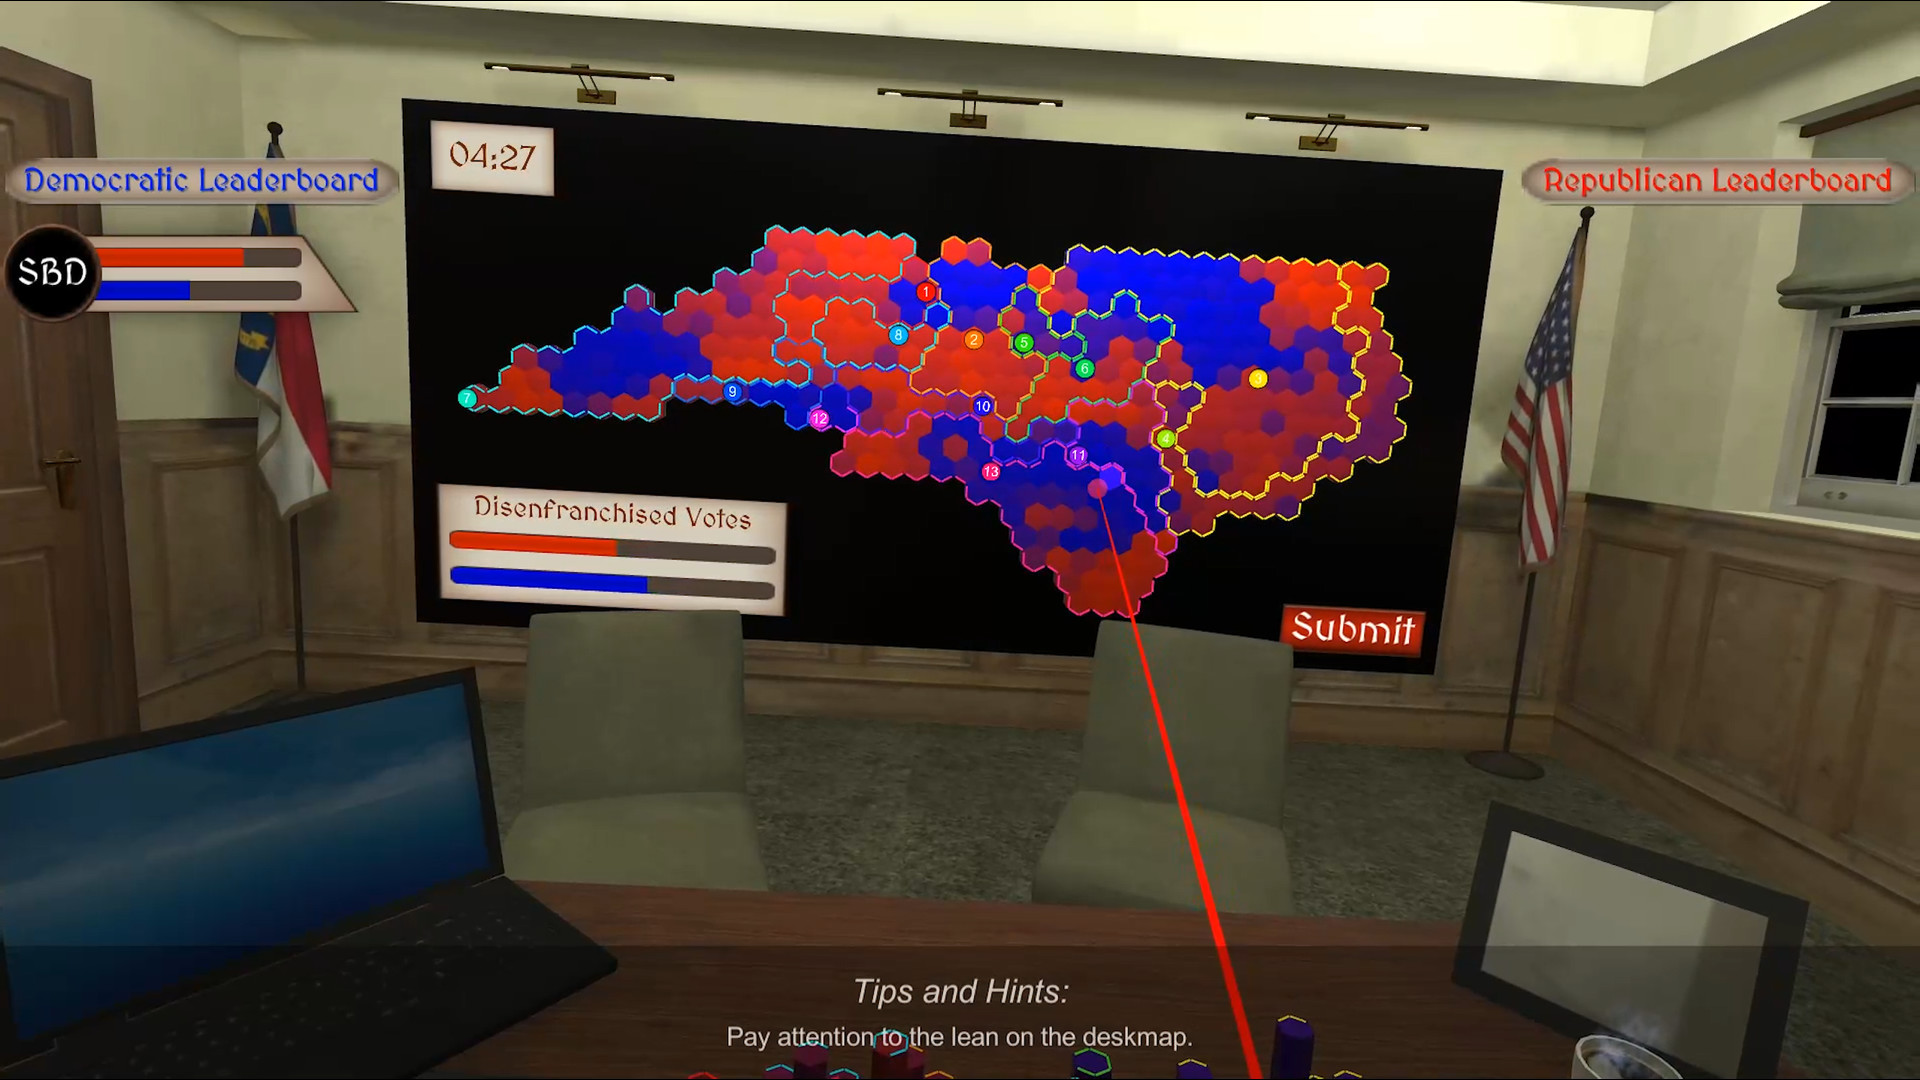 04:27
Democratic Leaderboard
Republican Leaderboard
SBD
1
8
2
5
6
3
7
9
10
12
4
11
13
Disenfranchised Votes
Submit
Tips and Hints:
Pay attention to the lean on the deskmap.